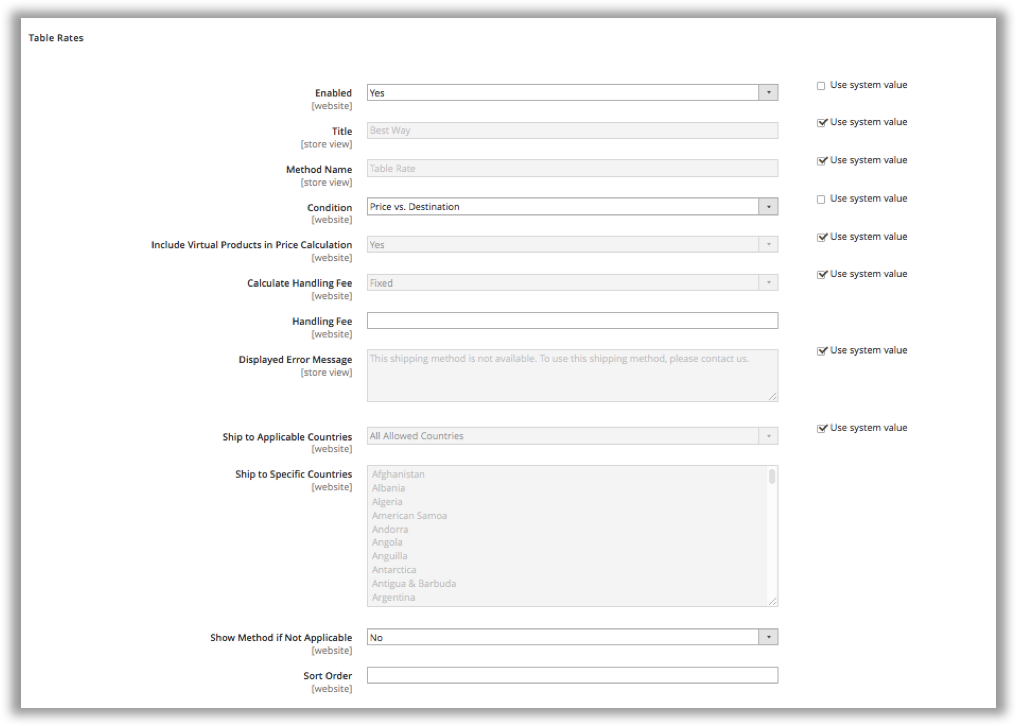 Table Rates
Enabled Yes Use system value
[website]
Title Best Way Use system value
[store view]
Method Name Table Rate Use system value
[store view]
Condition Price vs. Destination Use system value
[website]
Include Virtual Products in Price Calculation Yes Use system value
[website]
Calculate Handling Fee Fixed Use system value
[website]
Handling Fee
[website]
Displayed Error Message This shipping method is not available. To use this shipping method, please contact us. Use system value
[store view]
Ship to Applicable Countries All Allowed Countries Use system value
[website]
Ship to Specific Countries Afghanistan
[website] Albania
Algeria
American Samoa
Andorra
Angola
Anguilla
Antarctica
Antigua & Barbuda
Argentina
Show Method if Not Applicable No
[website]
Sort Order
[website]